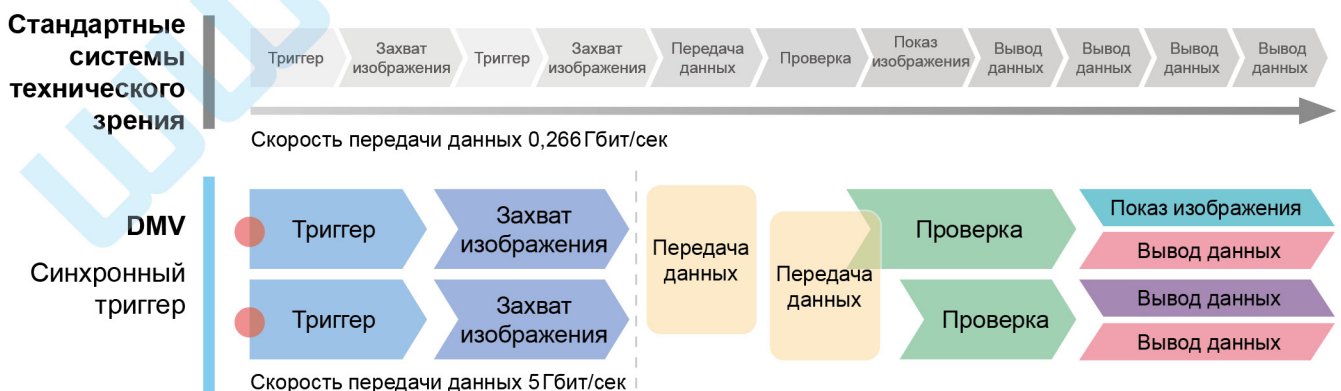 Стандартные
системы
технического
зрения
Триггер
Захват
изображения
Триггер
Захват
изображения
Передача
данных
Проверка
Показ
изображения
Вывод
данных
Вывод
данных
Вывод
данных
Вывод
данных
Скорость передачи данных 0,266 Гбит/сек
DMV
Синхронный
триггер
Триггер
Захват
изображения
Передача
данных
Передача
данных
Проверка
Показ изображения
Вывод данных
Триггер
Захват
изображения
Проверка
Вывод данных
Вывод данных
Скорость передачи данных 5 Гбит/сек